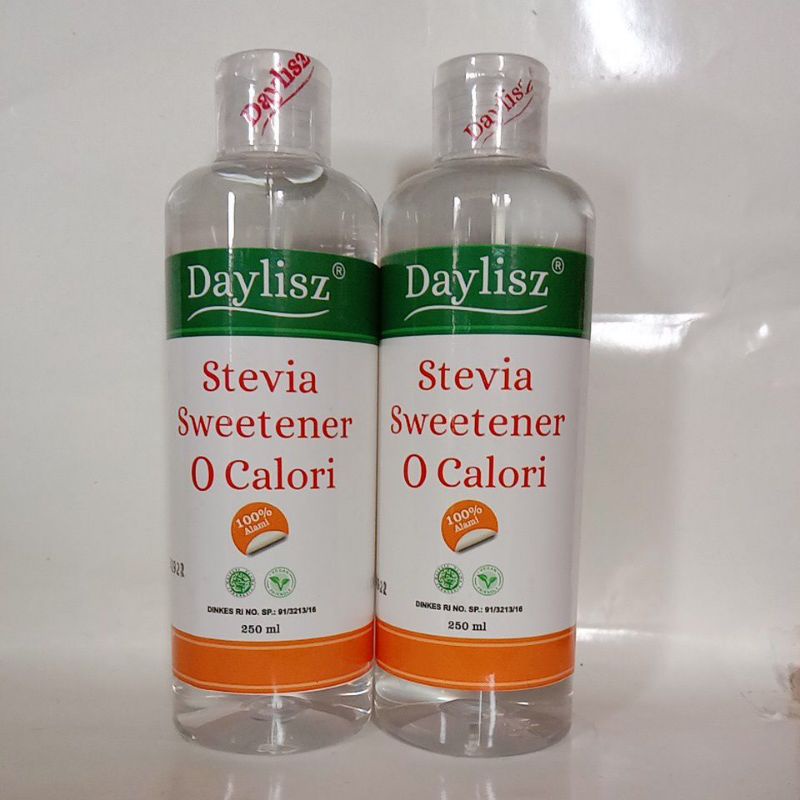 Daylisz
Daylisz®
Stevia
Sweetener
0 Calori
100%
Alami
DINKES RI NO. SP.: 91/3213/16
250 ml
Daylisz
Daylisz®
Stevia
Sweetener
0 Calori
100%
Alami
VEGAN
DINKES RI NO. SP.: 91/3213/16
250 ml